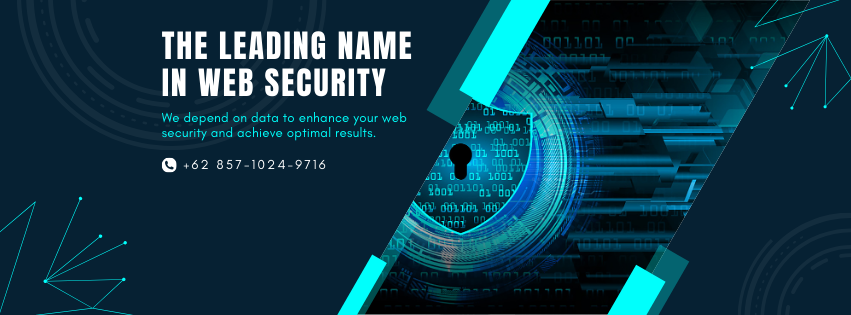 THE LEADING NAME
IN WEB SECURITY
We depend on data to enhance your web
security and achieve optimal results.
+62 857-1024-9716